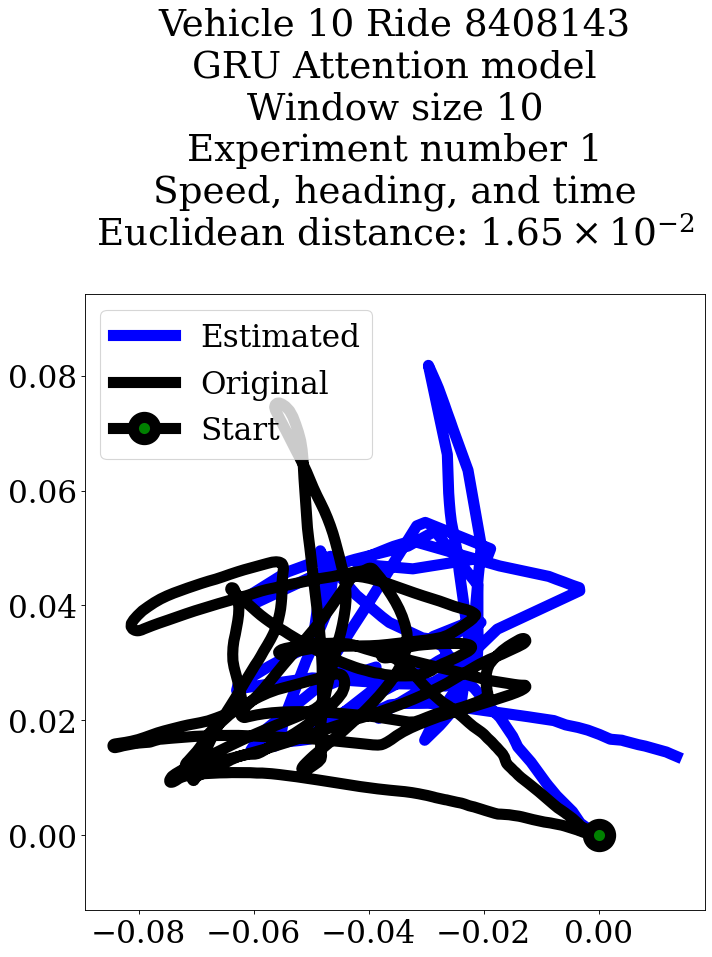 Vehicle 10 Ride 8408143
GRU Attention model
Window size 10
Experiment number 1
Speed, heading, and time
Euclidean distance: 1.65 × 10⁻²
Estimated
Original
Start
0.08
0.06
0.04
0.02
0.00
−0.08 −0.06 −0.04 −0.02 0.00